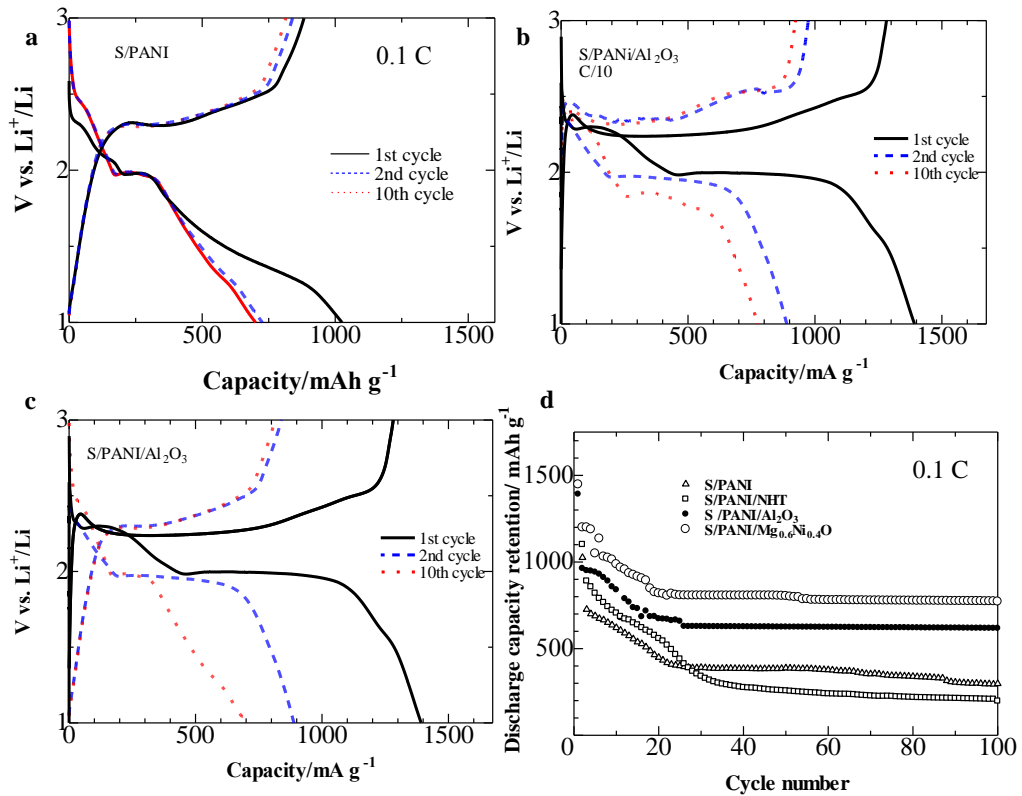 a
S/PANI
0.1 C
3
2
1
V vs. Li⁺/Li
1st cycle
2nd cycle
10th cycle
0
500
1000
1500
Capacity/mAh g⁻¹
b
S/PANi/Al₂O₃
C/10
3
2
1
V vs. Li⁺/Li
1st cycle
2nd cycle
10th cycle
0
500
1000
1500
Capacity/mA g⁻¹
c
S/PANI/Al₂O₃
3
2
1
V vs. Li⁺/Li
1st cycle
2nd cycle
10th cycle
0
500
1000
1500
Capacity/mA g⁻¹
d
0.1 C
S/PANI
S/PANI/NHT
S /PANI/Al₂O₃
S/PANI/Mg₀.₆Ni₀.₄O
1500
1000
500
Discharge capacity retention/ mAh g⁻¹
0
20
40
60
80
100
Cycle number